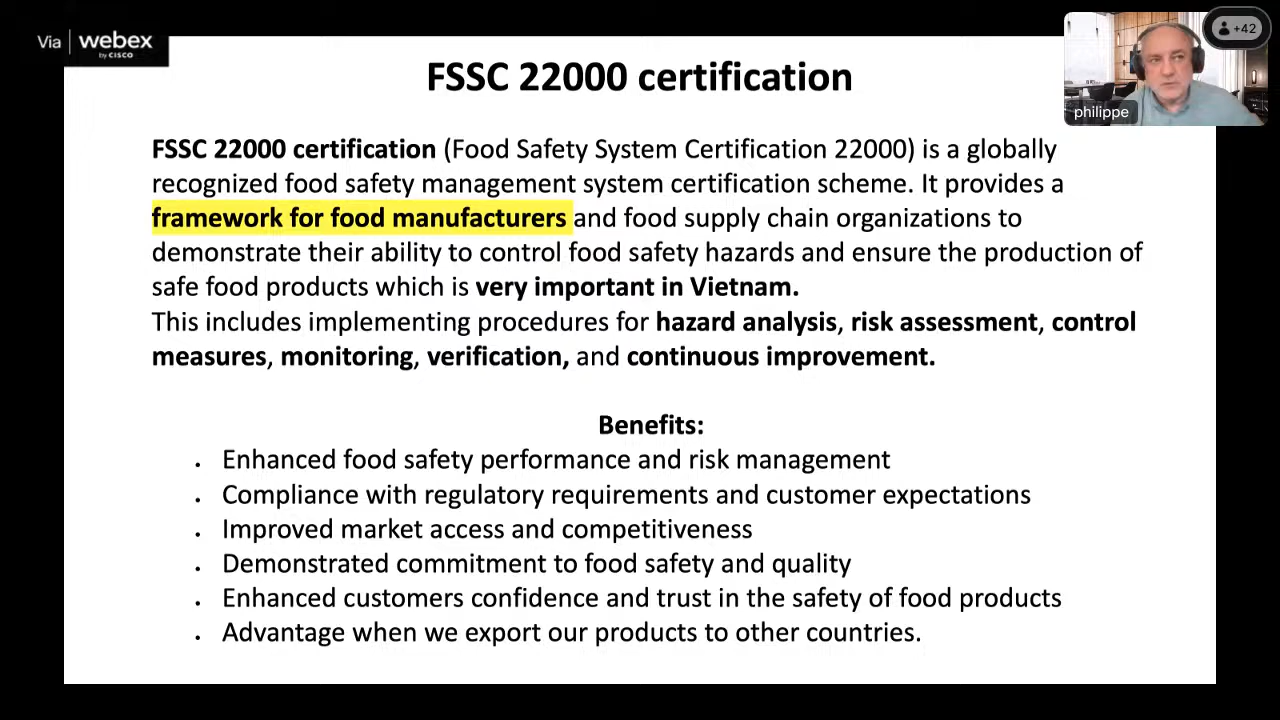 Via webex
by CISCO
+42
philippe
FSSC 22000 certification
FSSC 22000 certification (Food Safety System Certification 22000) is a globally
recognized food safety management system certification scheme. It provides a
framework for food manufacturers and food supply chain organizations to
demonstrate their ability to control food safety hazards and ensure the production of
safe food products which is very important in Vietnam.
This includes implementing procedures for hazard analysis, risk assessment, control
measures, monitoring, verification, and continuous improvement.
Benefits:
• Enhanced food safety performance and risk management
• Compliance with regulatory requirements and customer expectations
• Improved market access and competitiveness
• Demonstrated commitment to food safety and quality
• Enhanced customers confidence and trust in the safety of food products
• Advantage when we export our products to other countries.